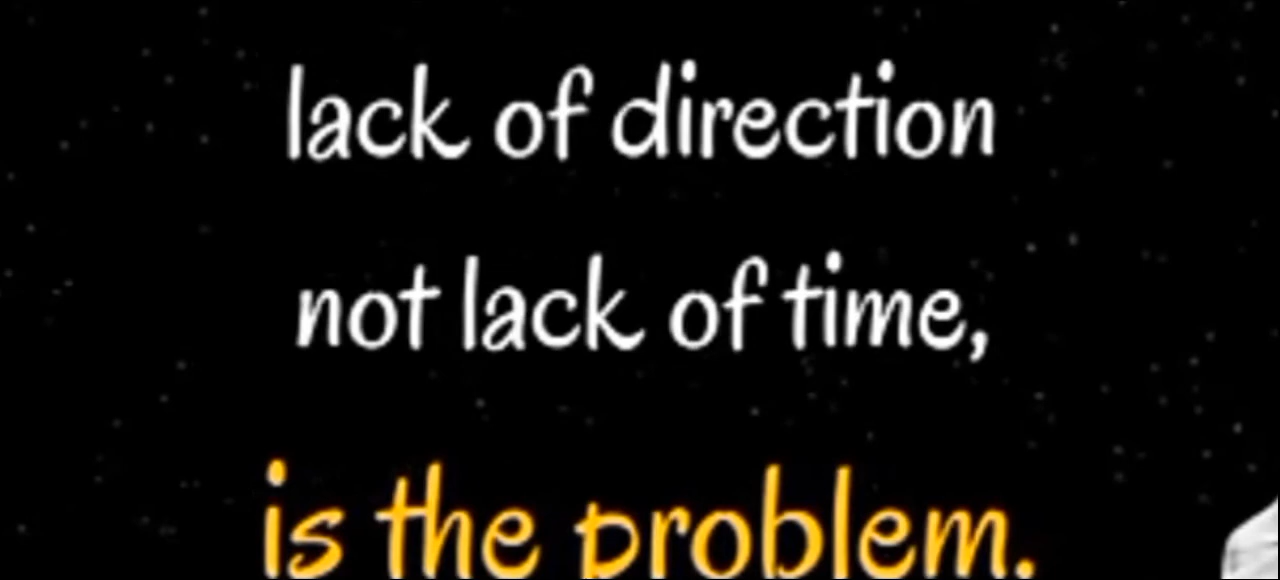 lack of direction
not lack of time,
is the problem.